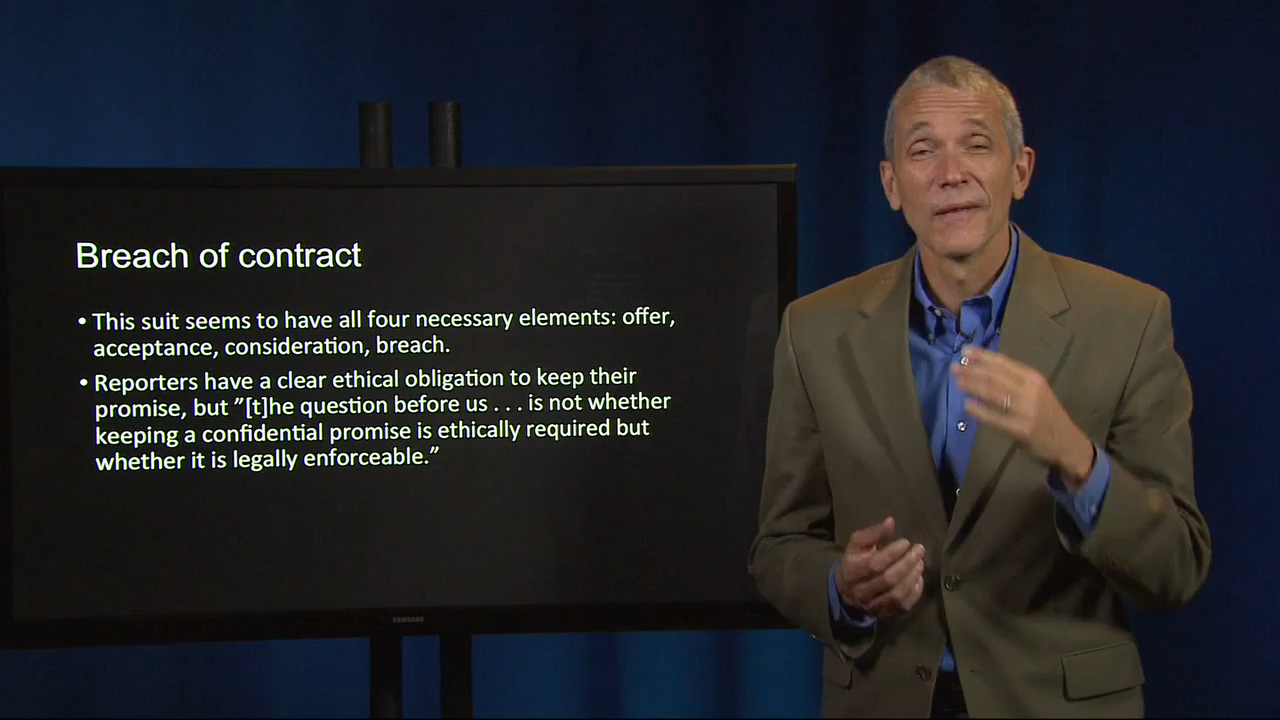 Breach of contract
• This suit seems to have all four necessary elements: offer,
acceptance, consideration, breach.
• Reporters have a clear ethical obligation to keep their
promise, but ”[t]he question before us . . . is not whether
keeping a confidential promise is ethically required but
whether it is legally enforceable.”
SAMSUNG